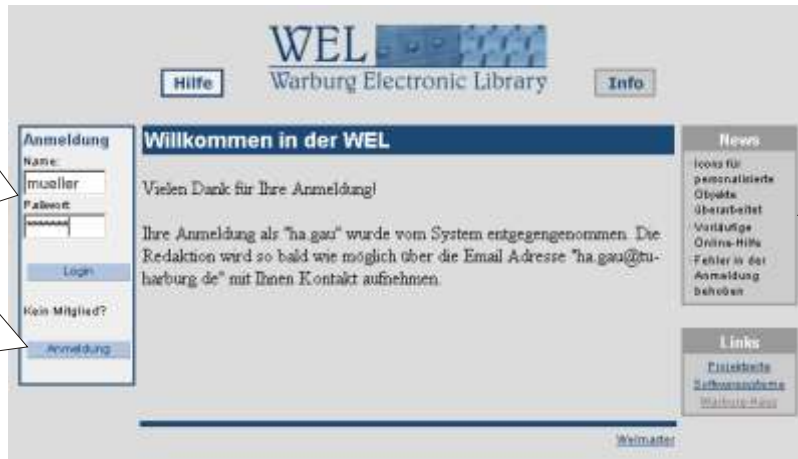 WEL
Warburg Electronic Library
Hilfe
Info
Anmeldung
Name:
mueller
Paßwort:
Login
Kein Mitglied?
Anmeldung
Willkommen in der WEL
Vielen Dank für Ihre Anmeldung!
Ihre Anmeldung als "ha.gau" wurde vom System entgegengenommen. Die
Redaktion wird so bald wie möglich über die Email Adresse "ha.gau@tu-
harburg.de" mit Ihnen Kontakt aufnehmen.
News
Icons für
personalisierte
Objekte
überarbeitet
Vorläufige
Online-Hilfe
Fehler in der
Anmeldung
behoben
Links
Projektseite
Softwaresysteme
Warburg-Haus
Welmaster